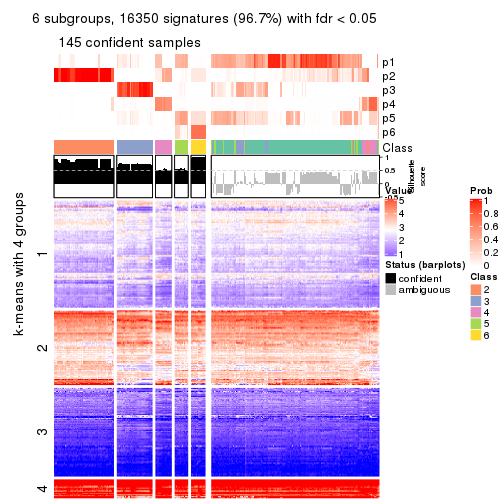 6 subgroups, 16350 signatures (96.7%) with fdr < 0.05
145 confident samples
p1
p2
p3
p4
p5
p6
Class
1
0.5
0
-0.5
Silhouette
score
k-means with 4 groups
1
2
3
4
Value
5
4
3
2
1
Status (barplots)
confident
ambiguous
Prob
1
0.8
0.6
0.4
0.2
0
Class
2
3
4
5
6